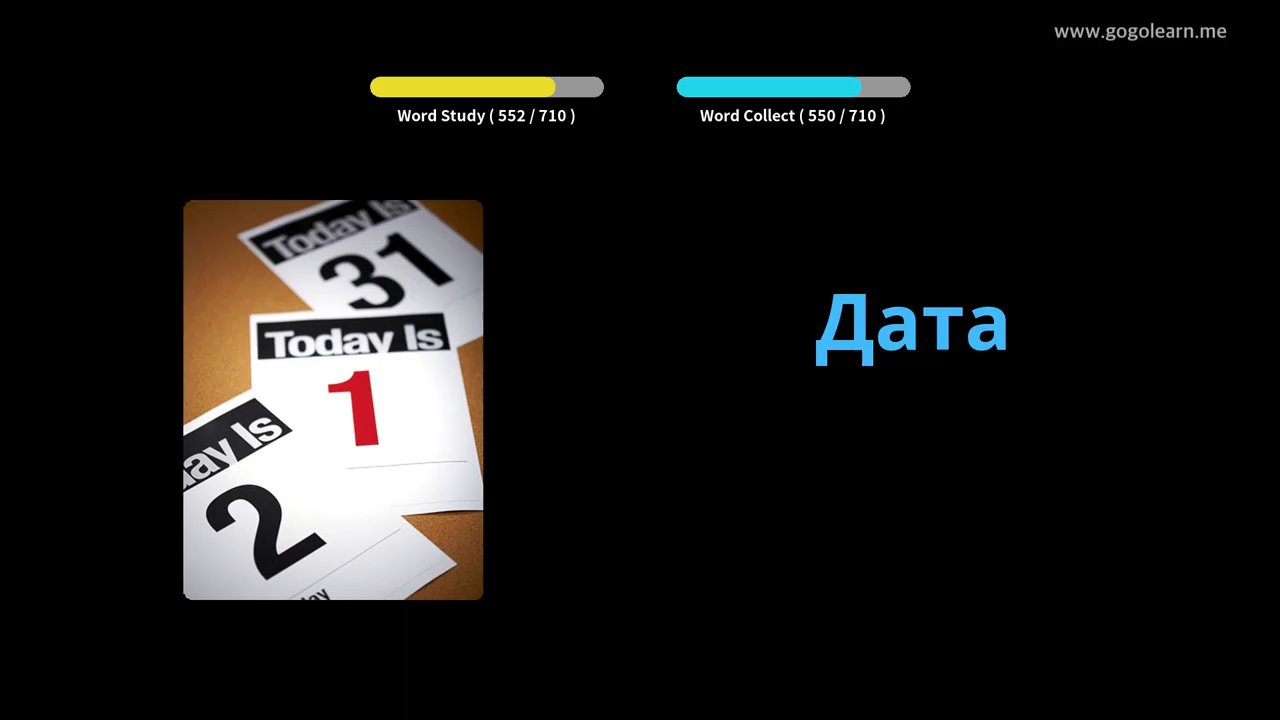 www.gogolearn.me
Word Study ( 552 / 710 )
Word Collect ( 550 / 710 )
Today Is
31
Today Is
1
ay Is
2
ay
Дата